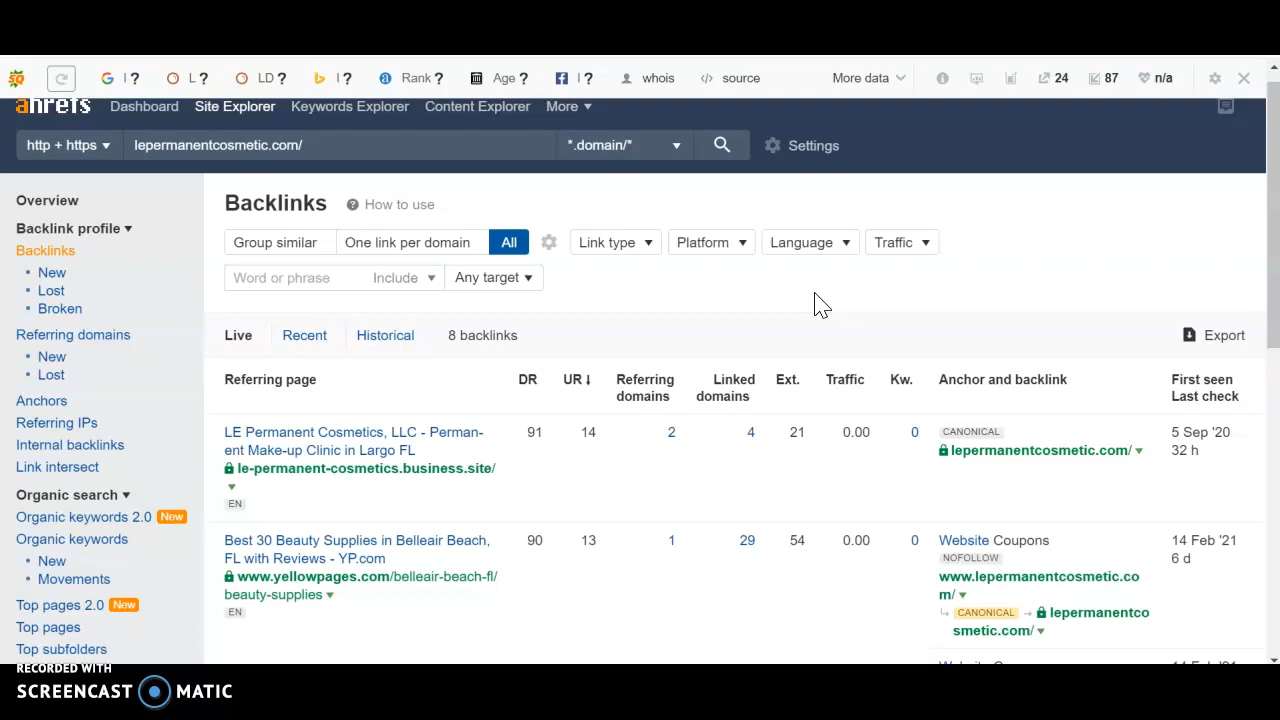 I ?
L ?
LD ?
I ?
Rank ?
Age ?
I ?
whois
source
More data
24
87
n/a
ahrefs
Dashboard
Site Explorer
Keywords Explorer
Content Explorer
More
http + https
lepermanentcosmetic.com/
*.domain/*
Settings
Overview
Backlink profile
Backlinks
• New
• Lost
• Broken
Referring domains
• New
• Lost
Anchors
Referring IPs
Internal backlinks
Link intersect
Organic search
Organic keywords 2.0 New
Organic keywords
• New
• Movements
Top pages 2.0 New
Top pages
Top subfolders
Backlinks
How to use
Group similar
One link per domain
All
Link type
Platform
Language
Traffic
Word or phrase
Include
Any target
Live
Recent
Historical
8 backlinks
Export
Referring page
DR
UR
Referring
domains
Linked
domains
Ext.
Traffic
Kw.
Anchor and backlink
First seen
Last check
LE Permanent Cosmetics, LLC - Perman-
ent Make-up Clinic in Largo FL
le-permanent-cosmetics.business.site/
EN
91
14
2
4
21
0.00
0
CANONICAL
lepermanentcosmetic.com/
5 Sep '20
32 h
Best 30 Beauty Supplies in Belleair Beach,
FL with Reviews - YP.com
www.yellowpages.com/belleair-beach-fl/
beauty-supplies
EN
90
13
1
29
54
0.00
0
Website Coupons
NOFOLLOW
www.lepermanentcosmetic.co
m/
CANONICAL → lepermanentco
smetic.com/
14 Feb '21
6 d
RECORDED WITH
SCREENCAST MATIC